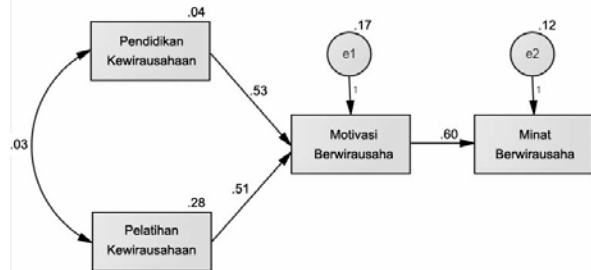 .04
Pendidikan
Kewirausahaan
.17
e1
1
.12
e2
1
.53
.03
Motivasi
Berwirausaha
.60
Minat
Berwirausaha
.51
.28
Pelatihan
Kewirausahaan